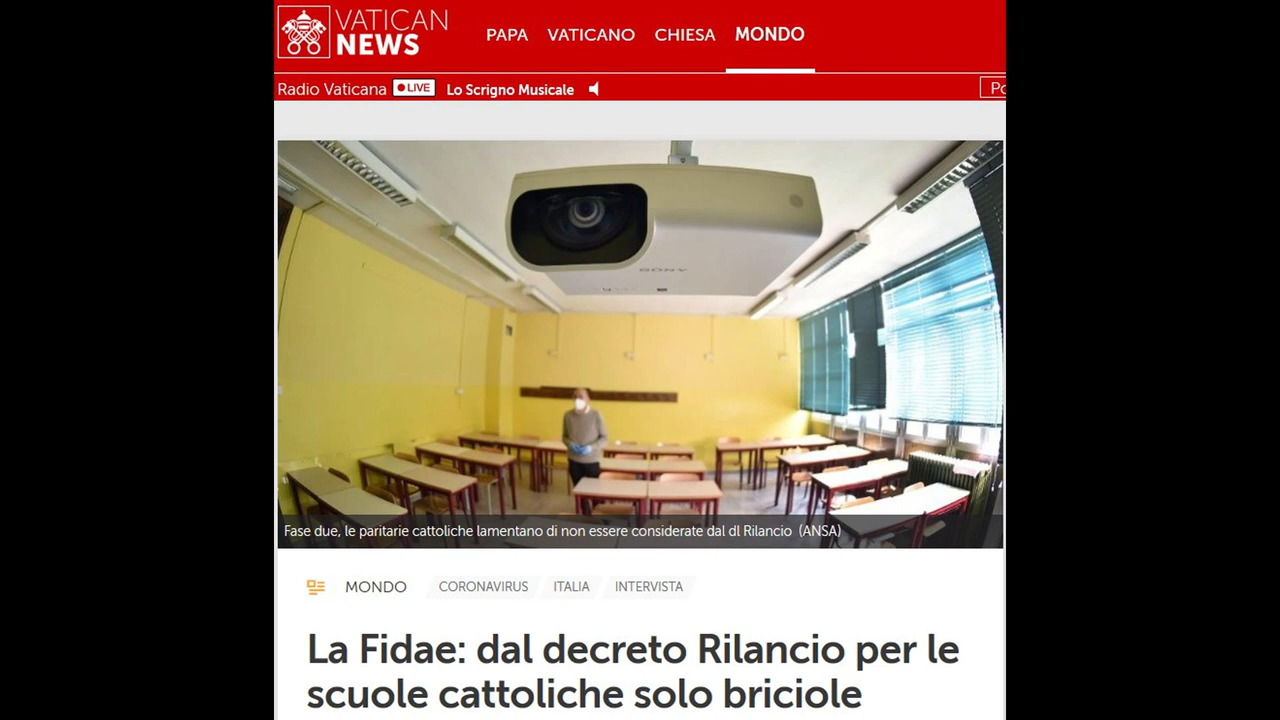 VATICAN
NEWS
PAPA VATICANO CHIESA MONDO
Radio Vaticana LIVE Lo Scrigno Musicale
SONY
Fase due, le paritarie cattoliche lamentano di non essere considerate dal dl Rilancio (ANSA)
MONDO CORONAVIRUS ITALIA INTERVISTA
La Fidae: dal decreto Rilancio per le
scuole cattoliche solo briciole